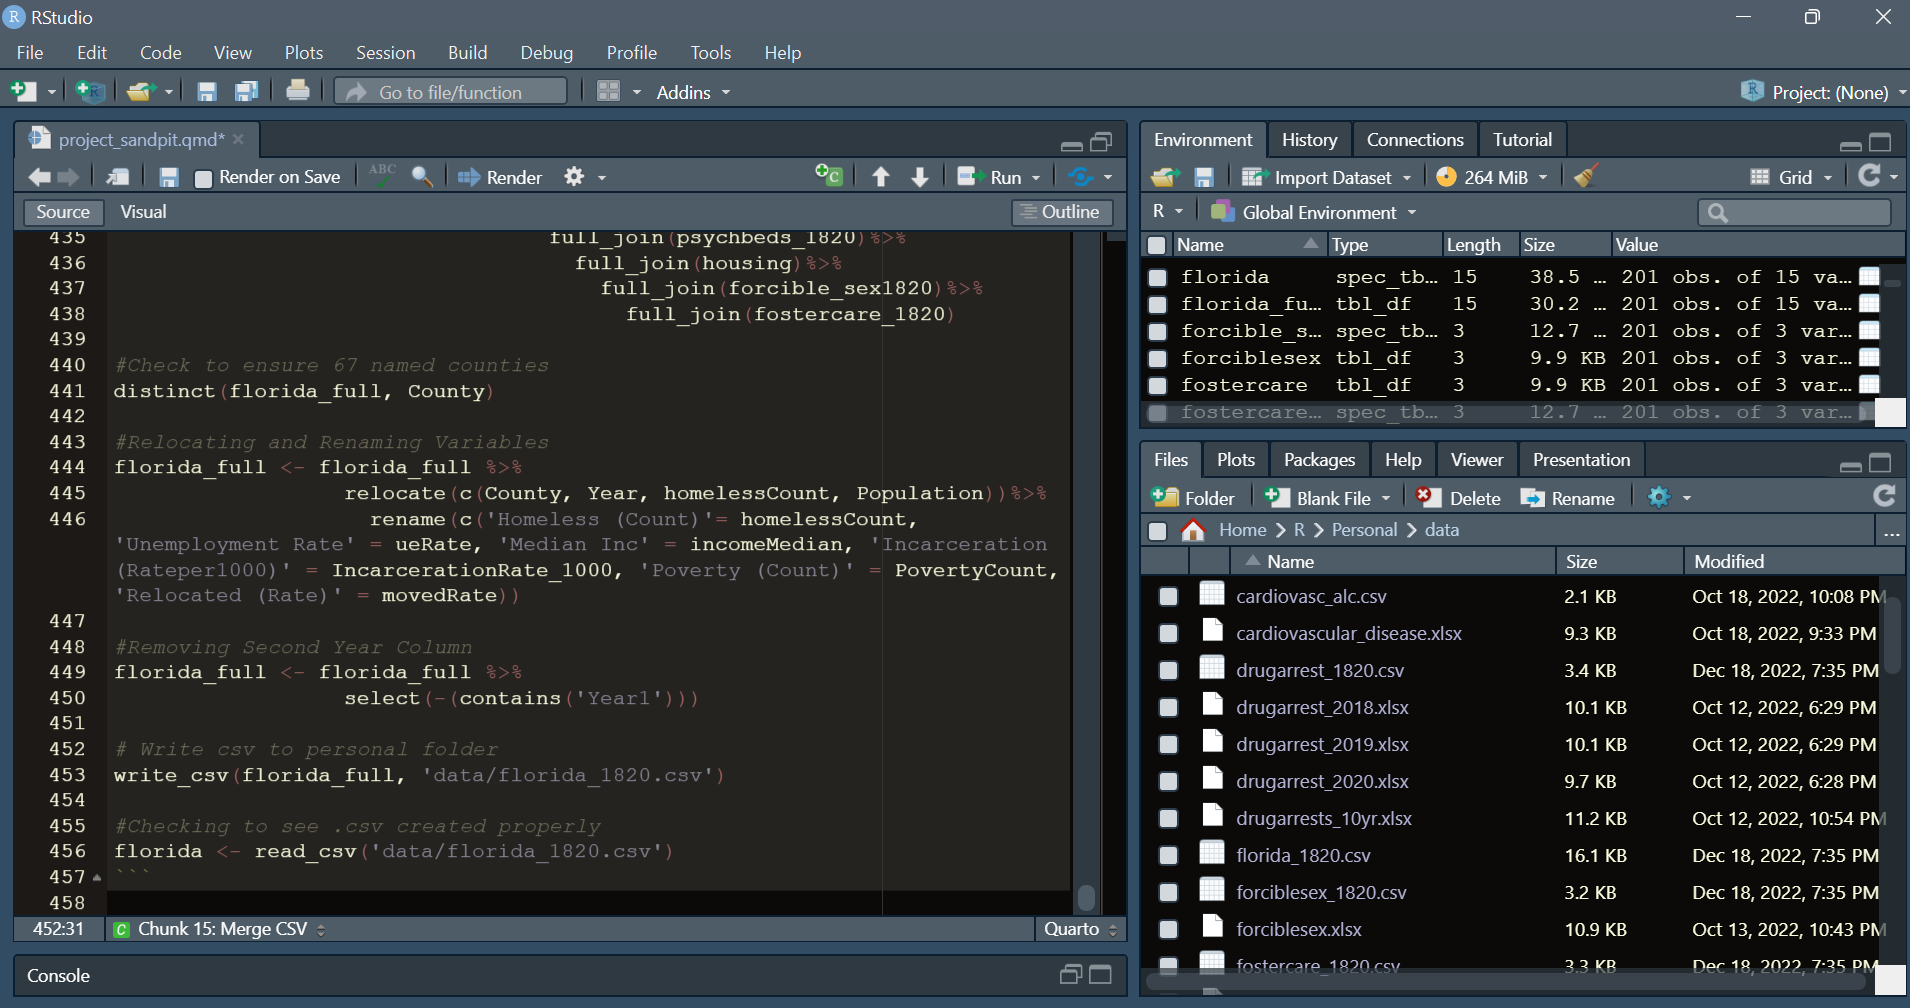 RStudio
File Edit Code View Plots Session Build Debug Profile Tools Help
Go to file/function Addins Project: (None)
project_sandpit.qmd*
Render on Save ABC Render Run
Source Visual Outline
435 full_join(psychbeds_1820)%>%
436 full_join(housing)%>%
437 full_join(forcible_sex1820)%>%
438 full_join(fostercare_1820)
439
440 #Check to ensure 67 named counties
441 distinct(florida_full, County)
442
443 #Relocating and Renaming Variables
444 florida_full <- florida_full %>%
445 relocate(c(County, Year, homelessCount, Population))%>%
446 rename(c('Homeless (Count)'= homelessCount,
'Unemployment Rate' = ueRate, 'Median Inc' = incomeMedian, 'Incarceration
(Rateper1000)' = IncarcerationRate_1000, 'Poverty (Count)' = PovertyCount,
'Relocated (Rate)' = movedRate))
447
448 #Removing Second Year Column
449 florida_full <- florida_full %>%
450 select(-(contains('Year1')))
451
452 # Write csv to personal folder
453 write_csv(florida_full, 'data/florida_1820.csv')
454
455 #Checking to see .csv created properly
456 florida <- read_csv('data/florida_1820.csv')
457 ```
458
452:31 C Chunk 15: Merge CSV Quarto
Console
Environment History Connections Tutorial
Import Dataset 264 MiB Grid
R Global Environment
Name Type Length Size Value
florida spec_tb… 15 38.5 … 201 obs. of 15 va…
florida_fu… tbl_df 15 30.2 … 201 obs. of 15 va…
forcible_s… spec_tb… 3 12.7 … 201 obs. of 3 var…
forciblesex tbl_df 3 9.9 KB 201 obs. of 3 var…
fostercare tbl_df 3 9.9 KB 201 obs. of 3 var…
fostercare… spec_tb… 3 12.7 … 201 obs. of 3 var…
Files Plots Packages Help Viewer Presentation
Folder Blank File Delete Rename
Home > R > Personal > data ...
Name Size Modified
cardiovasc_alc.csv 2.1 KB Oct 18, 2022, 10:08 PM
cardiovascular_disease.xlsx 9.3 KB Oct 18, 2022, 9:33 PM
drugarrest_1820.csv 3.4 KB Dec 18, 2022, 7:35 PM
drugarrest_2018.xlsx 10.1 KB Oct 12, 2022, 6:29 PM
drugarrest_2019.xlsx 10.1 KB Oct 12, 2022, 6:29 PM
drugarrest_2020.xlsx 9.7 KB Oct 12, 2022, 6:28 PM
drugarrests_10yr.xlsx 11.2 KB Oct 12, 2022, 10:54 PM
florida_1820.csv 16.1 KB Dec 18, 2022, 7:35 PM
forciblesex_1820.csv 3.2 KB Dec 18, 2022, 7:35 PM
forciblesex.xlsx 10.9 KB Oct 13, 2022, 10:43 PM
fostercare_1820.csv 3.3 KB Dec 18, 2022, 7:35 PM